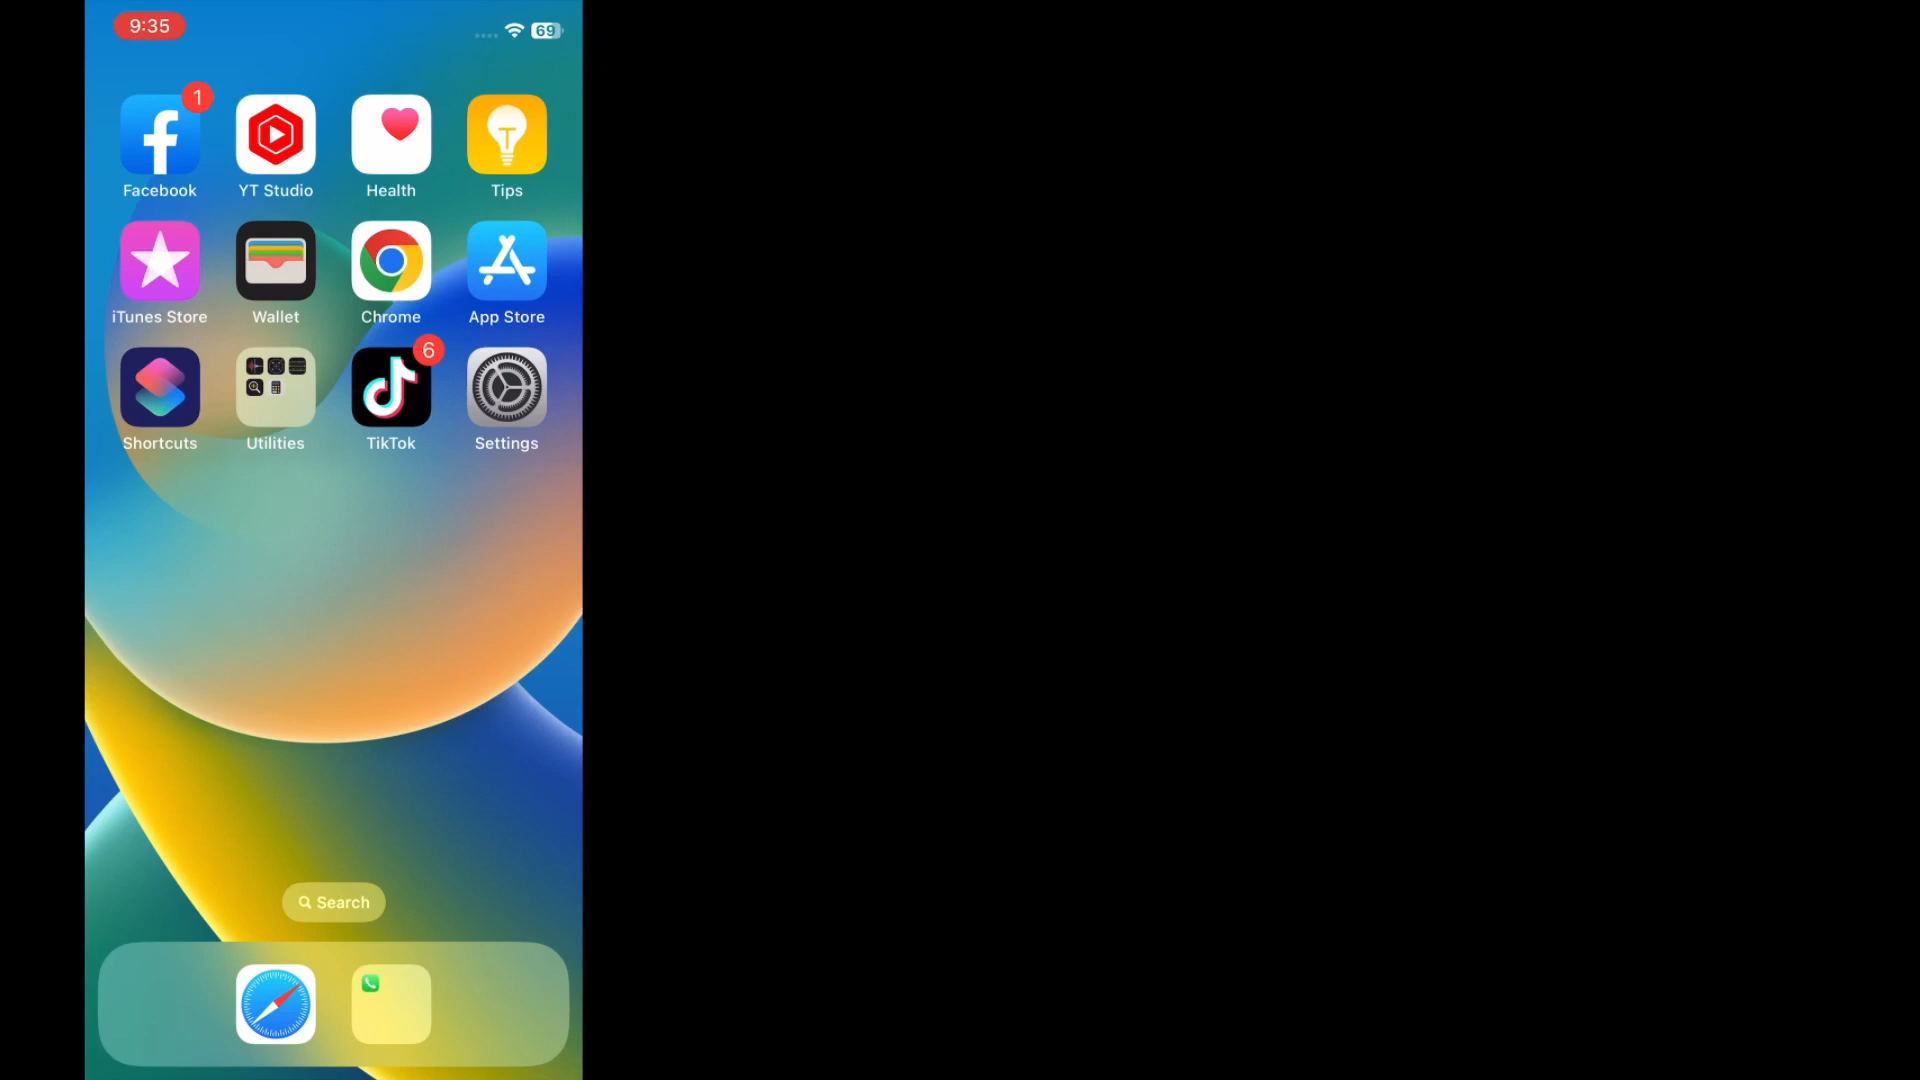 9:35
69
1
Facebook
YT Studio
Health
Tips
iTunes Store
Wallet
Chrome
App Store
6
Shortcuts
Utilities
TikTok
Settings
Search